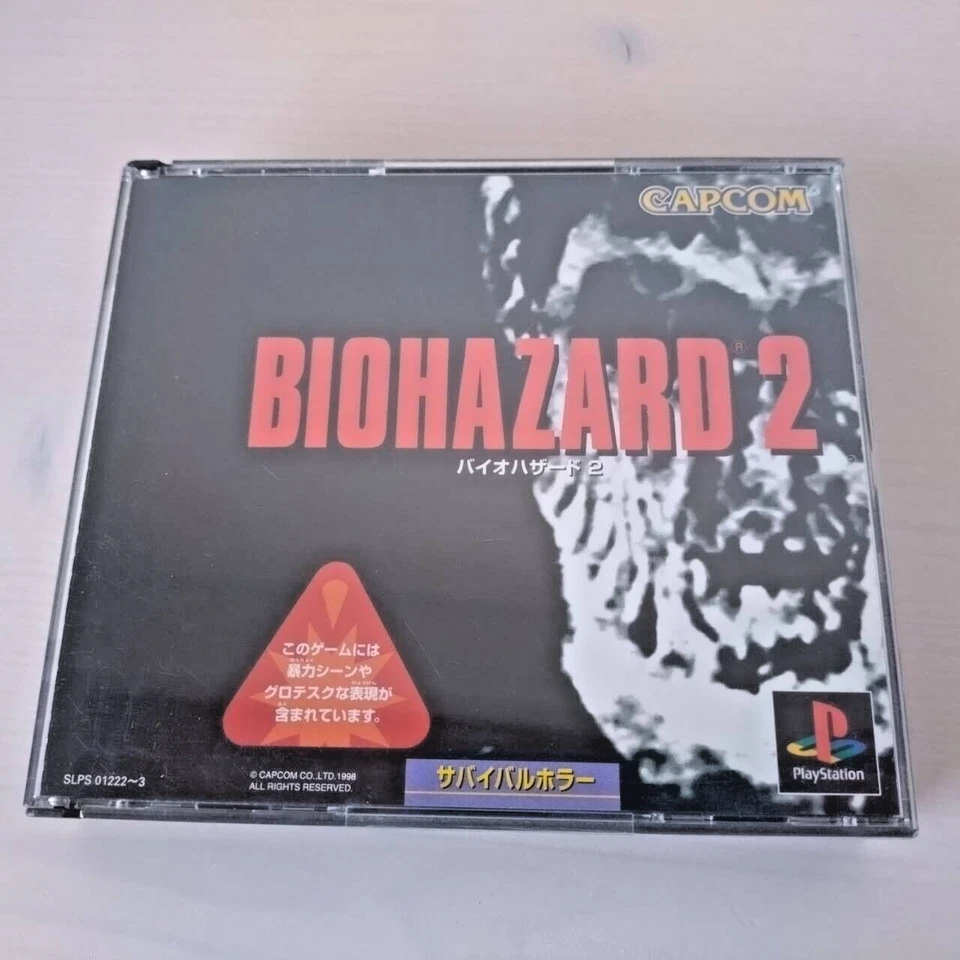 CAPCOM
BIOHAZARD® 2
バイオハザード 2
このゲームには
暴力シーンや
グロテスクな表現が
含まれています。
SLPS 01222〜3
© CAPCOM CO.,LTD.1998
ALL RIGHTS RESERVED.
サバイバルホラー
PlayStation